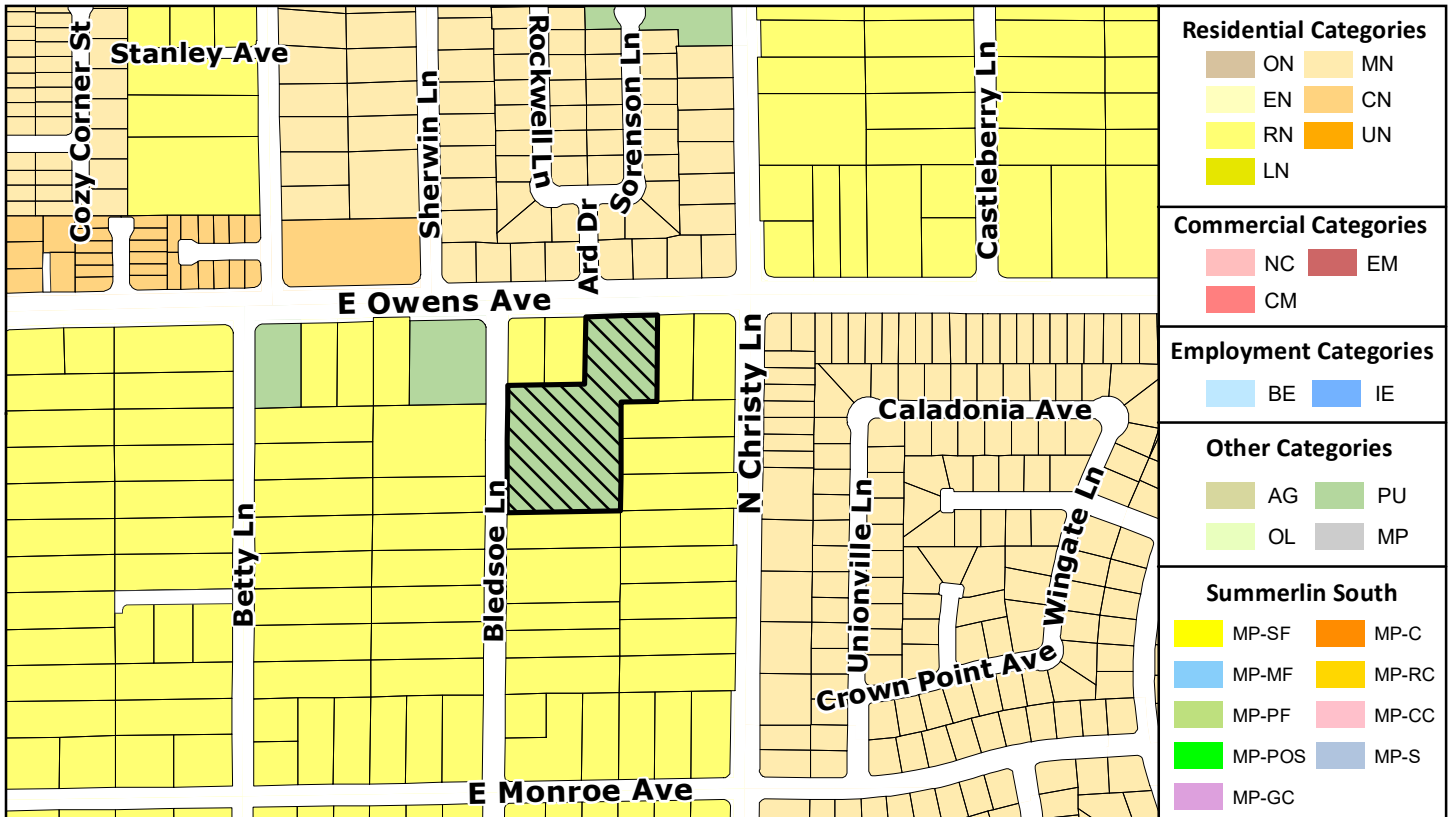 Cozy Corner St
Stanley Ave
Sherwin Ln
Rockwell Ln
Sorenson Ln
Ard Dr
Castleberry Ln
E Owens Ave
Betty Ln
Bledsoe Ln
N Christy Ln
Caladonia Ave
Unionville Ln
Wingate Ln
Crown Point Ave
E Monroe Ave
Residential Categories
ON MN
EN CN
RN UN
LN
Commercial Categories
NC EM
CM
Employment Categories
BE IE
Other Categories
AG PU
OL MP
Summerlin South
MP-SF MP-C
MP-MF MP-RC
MP-PF MP-CC
MP-POS MP-S
MP-GC